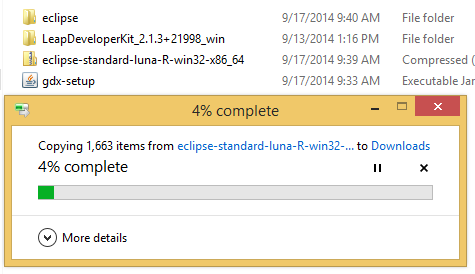 eclipse 9/17/2014 9:40 AM File folder
LeapDeveloperKit_2.1.3+21998_win 9/13/2014 1:16 PM File folder
eclipse-standard-luna-R-win32-x86_64 9/17/2014 9:39 AM Compressed (
gdx-setup 9/17/2014 9:33 AM Executable Jar
4% complete
Copying 1,663 items from eclipse-standard-luna-R-win32-... to Downloads
4% complete
More details